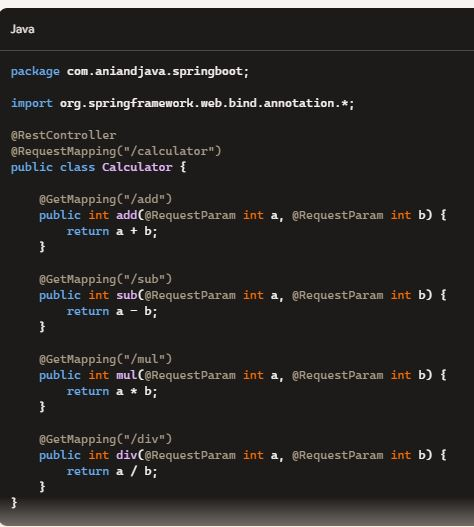 Java
package com.aniandjava.springboot;
import org.springframework.web.bind.annotation.*;
@RestController
@RequestMapping("/calculator")
public class Calculator {
@GetMapping("/add")
public int add(@RequestParam int a, @RequestParam int b) {
return a + b;
}
@GetMapping("/sub")
public int sub(@RequestParam int a, @RequestParam int b) {
return a - b;
}
@GetMapping("/mul")
public int mul(@RequestParam int a, @RequestParam int b) {
return a * b;
}
@GetMapping("/div")
public int div(@RequestParam int a, @RequestParam int b) {
return a / b;
}
}